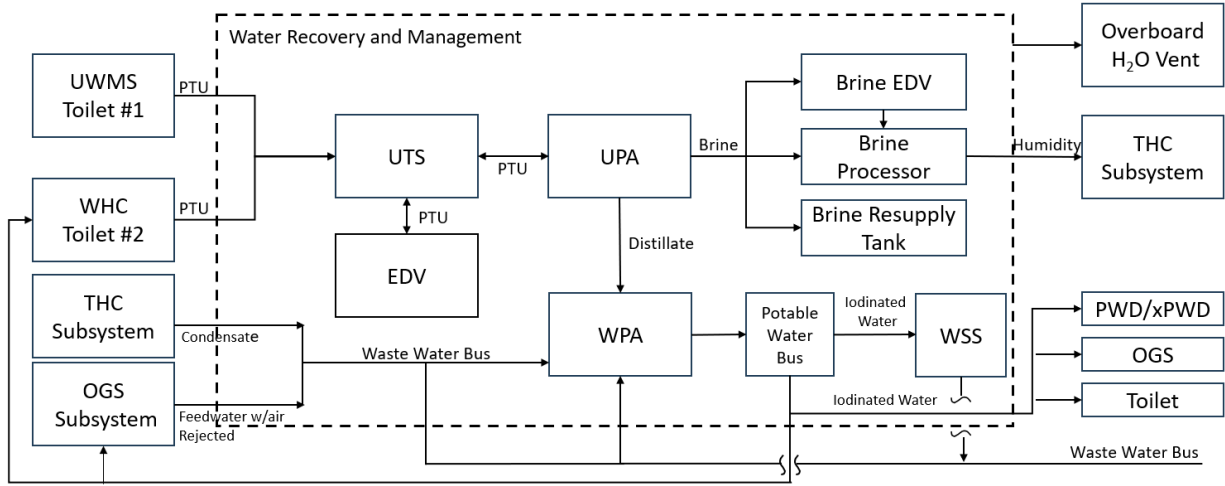 Water Recovery and Management
Overboard
H₂O Vent
UWMS
Toilet #1
PTU
Brine EDV
UTS
PTU
UPA
Brine
Brine
Processor
Humidity
THC
Subsystem
WHC
Toilet #2
PTU
PTU
EDV
Distillate
Brine Resupply
Tank
THC
Subsystem
Condensate
Waste Water Bus
WPA
Potable
Water
Bus
Iodinated
Water
WSS
PWD/xPWD
OGS
Toilet
OGS
Subsystem
Feedwater w/air
Rejected
Iodinated Water
Waste Water Bus